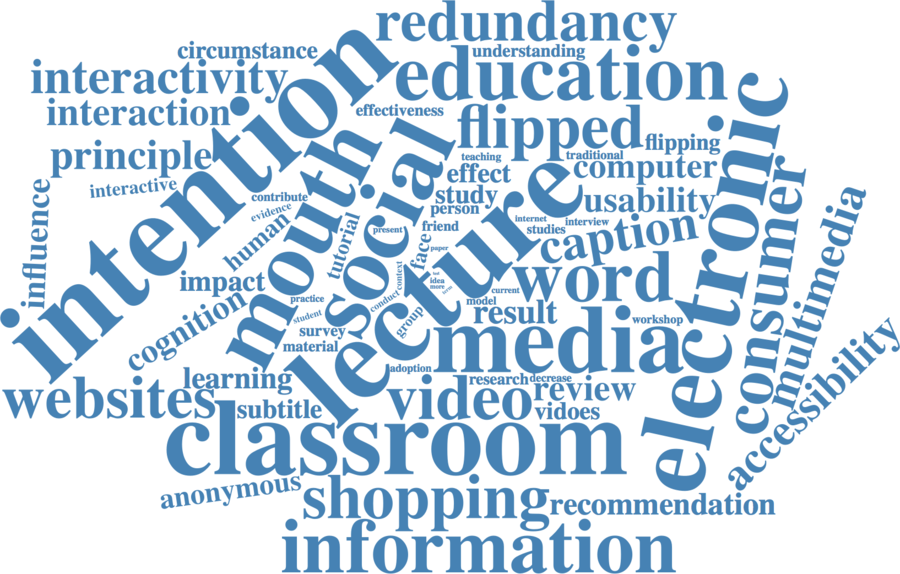 redundancy
circumstance
understanding
interactivity
education
intention
interaction
effectiveness
flipped
electronic
flipping
principle
mouth
social
teaching
traditional
computer
effect
interactive
lecture
study
usability
contribute
evidence
person
consumer
influence
human
tutorial
present
friend
internet
interview
studies
caption
multimedia
face
paper
impact
context
idea
more
word
cognition
practice
conduct
model
current
student
group
result
workshop
survey
media
material
accessibility
adoption
learning
research
decrease
websites
subtitle
video
review
vidoes
classroom
anonymous
shopping
recommendation
information